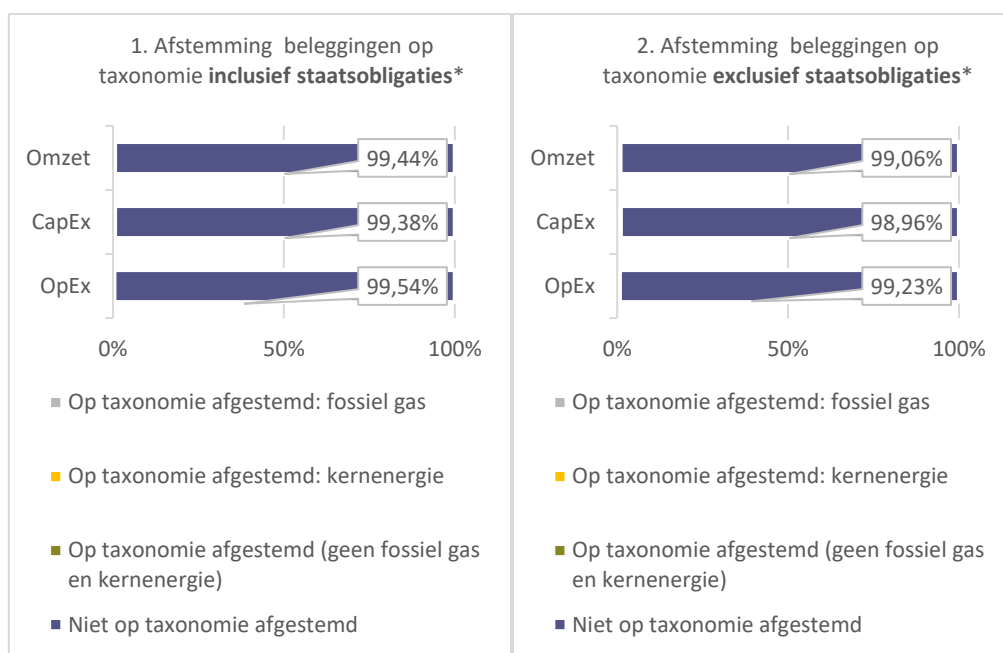 1. Afstemming beleggingen op
taxonomie inclusief staatsobligaties*
Omzet
99,44%
CapEx
99,38%
OpEx
99,54%
0%
50%
100%
Op taxonomie afgestemd: fossiel gas
Op taxonomie afgestemd: kernenergie
Op taxonomie afgestemd (geen fossiel gas
en kernenergie)
Niet op taxonomie afgestemd
2. Afstemming beleggingen op
taxonomie exclusief staatsobligaties*
Omzet
99,06%
CapEx
98,96%
OpEx
99,23%
0%
50%
100%
Op taxonomie afgestemd: fossiel gas
Op taxonomie afgestemd: kernenergie
Op taxonomie afgestemd (geen fossiel gas
en kernenergie)
Niet op taxonomie afgestemd